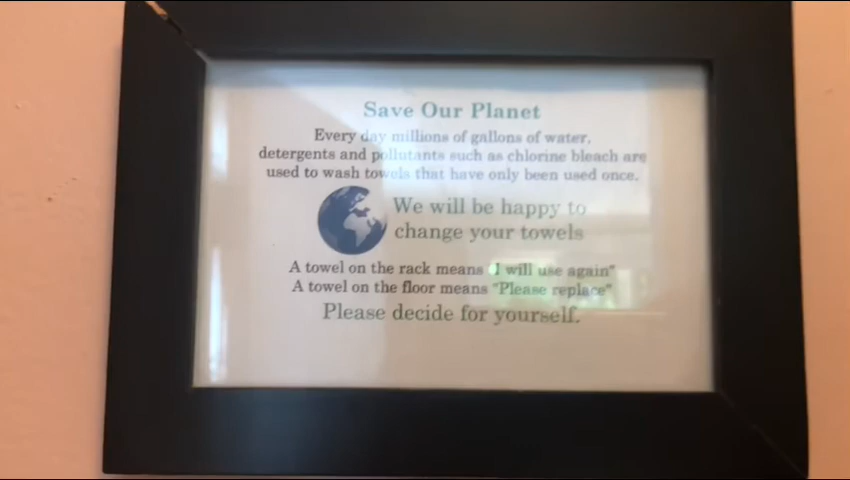 Save Our Planet
Every day millions of gallons of water,
detergents and pollutants such as chlorine bleach are
used to wash towels that have only been used once.
We will be happy to
change your towels
A towel on the rack means "I will use again"
A towel on the floor means "Please replace"
Please decide for yourself.